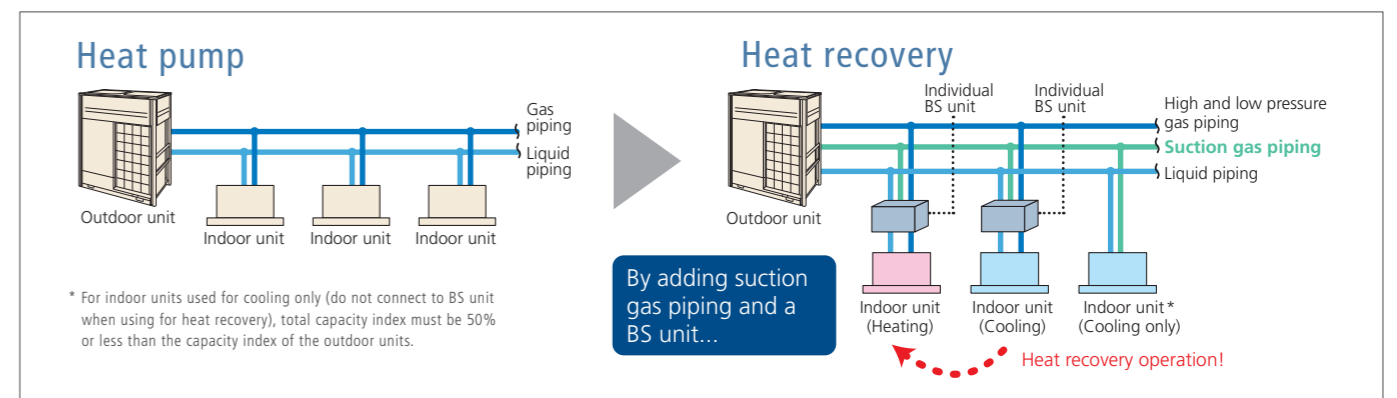 Heat pump
Gas
piping
Liquid
piping
Outdoor unit
Indoor unit
Indoor unit
Indoor unit
* For indoor units used for cooling only (do not connect to BS unit
when using for heat recovery), total capacity index must be 50%
or less than the capacity index of the outdoor units.
Heat recovery
Individual
BS unit
Individual
BS unit
High and low pressure
gas piping
Suction gas piping
Liquid piping
Outdoor unit
By adding suction
gas piping and a
BS unit...
Indoor unit
(Heating)
Indoor unit
(Cooling)
Indoor unit *
(Cooling only)
Heat recovery operation!